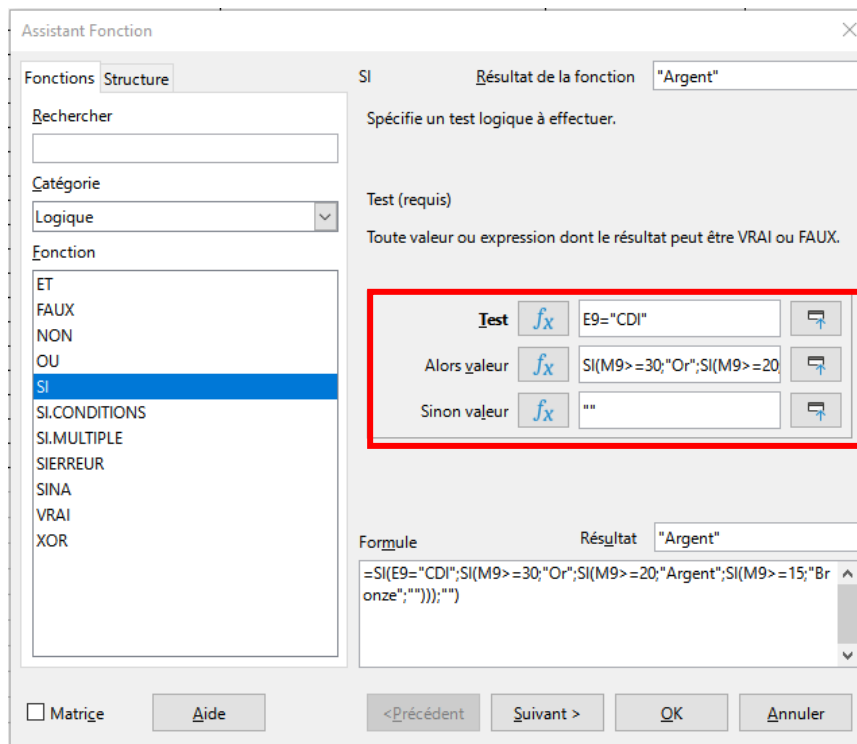 Assistant Fonction
Fonctions Structure
Rechercher
Catégorie
Logique
Fonction
ET
FAUX
NON
OU
SI
SI.CONDITIONS
SI.MULTIPLE
SIERREUR
SINA
VRAI
XOR
SI Résultat de la fonction "Argent"
Spécifie un test logique à effectuer.
Test (requis)
Toute valeur ou expression dont le résultat peut être VRAI ou FAUX.
Test fx E9="CDI"
Alors valeur fx SI(M9>=30;"Or";SI(M9>=20;
Sinon valeur fx ""
Formule Résultat "Argent"
=SI(E9="CDI";SI(M9>=30;"Or";SI(M9>=20;"Argent";SI(M9>=15;"Br
onze";"")));"")
Matrice Aide <Précédent Suivant > OK Annuler